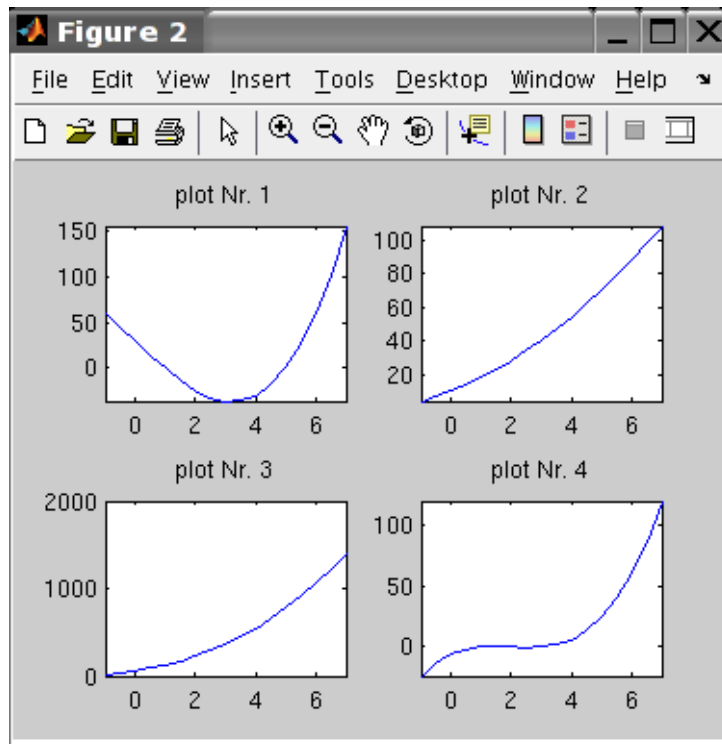 Figure 2
File Edit View Insert Tools Desktop Window Help
plot Nr. 1
150
100
50
0
0 2 4 6
plot Nr. 2
100
80
60
40
20
0 2 4 6
plot Nr. 3
2000
1000
0
0 2 4 6
plot Nr. 4
100
50
0
0 2 4 6